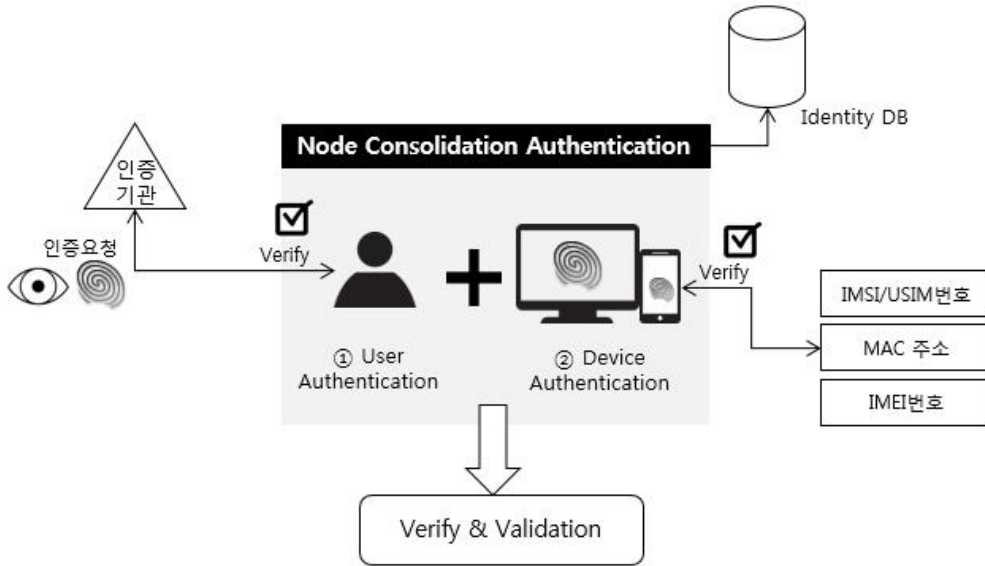 Identity DB
Node Consolidation Authentication
인증
기관
인증요청
Verify
Verify
IMSI/USIM번호
MAC 주소
IMEI번호
① User
Authentication
② Device
Authentication
Verify & Validation